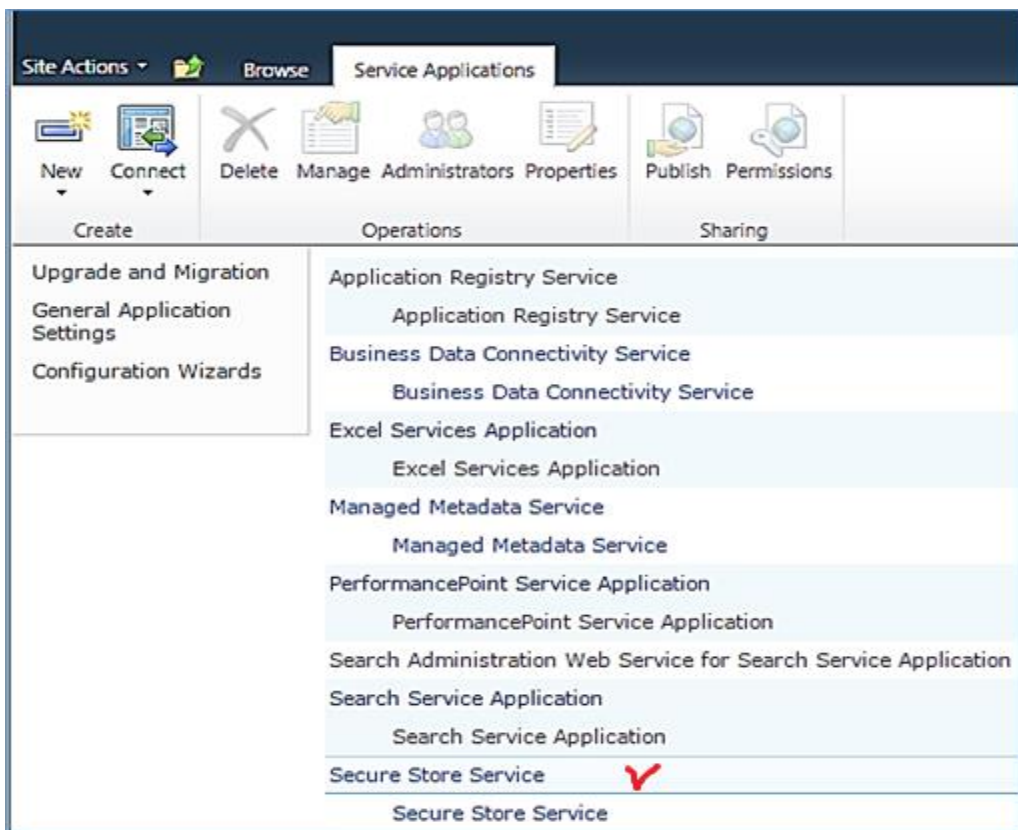 Site Actions Browse Service Applications
New Connect Delete Manage Administrators Properties Publish Permissions
Create Operations Sharing
Upgrade and Migration
General Application
Settings
Configuration Wizards
Application Registry Service
Application Registry Service
Business Data Connectivity Service
Business Data Connectivity Service
Excel Services Application
Excel Services Application
Managed Metadata Service
Managed Metadata Service
PerformancePoint Service Application
PerformancePoint Service Application
Search Administration Web Service for Search Service Application
Search Service Application
Search Service Application
Secure Store Service
Secure Store Service